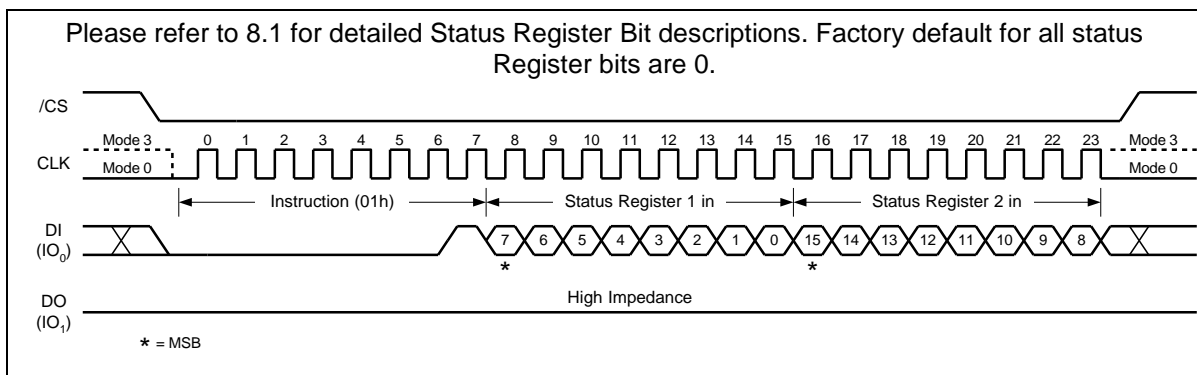 Please refer to 8.1 for detailed Status Register Bit descriptions. Factory default for all status
Register bits are 0.
/CS
Mode 3 0 1 2 3 4 5 6 7 8 9 10 11 12 13 14 15 16 17 18 19 20 21 22 23 Mode 3
CLK
Mode 0 Mode 0
Instruction (01h) Status Register 1 in Status Register 2 in
DI
(IO0) 7 6 5 4 3 2 1 0 15 14 13 12 11 10 9 8
* *
DO High Impedance
(IO1)
* = MSB